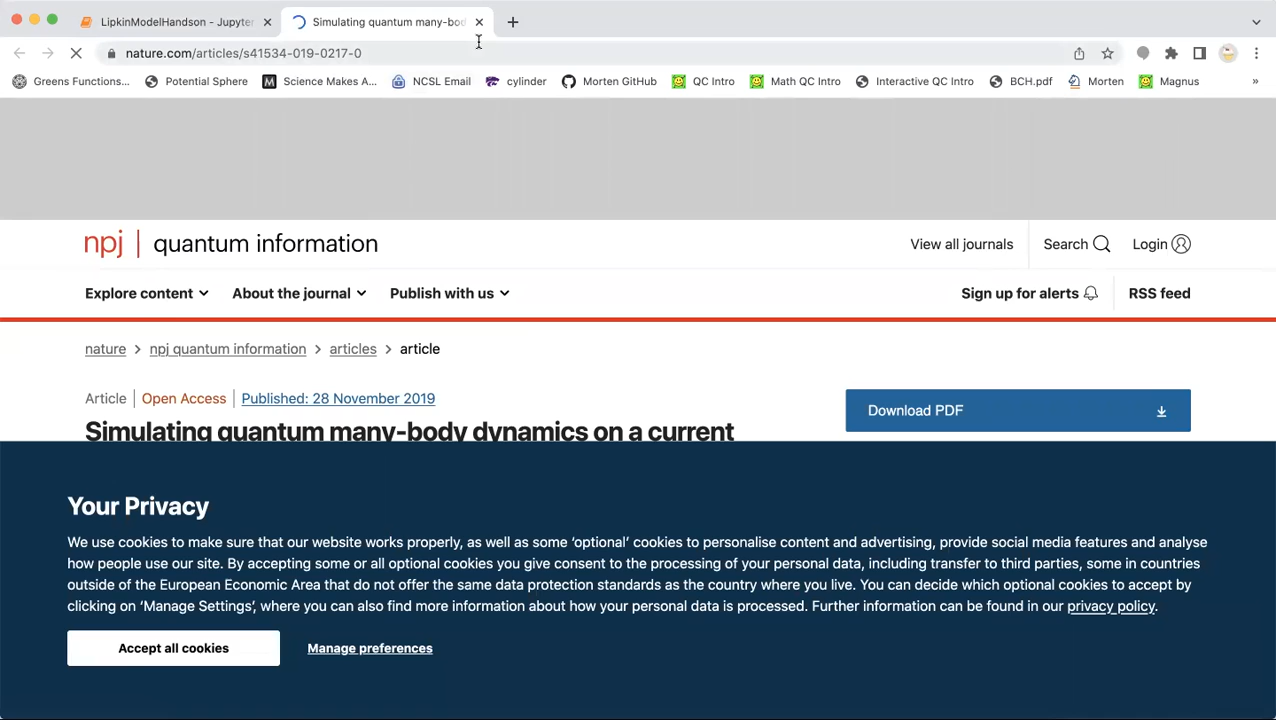 LipkinModelHandson - Jupyter
Simulating quantum many-bod
nature.com/articles/s41534-019-0217-0
Greens Functions... Potential Sphere Science Makes A... NCSL Email cylinder Morten GitHub QC Intro Math QC Intro Interactive QC Intro BCH.pdf Morten Magnus »
npj | quantum information
View all journals Search Login
Explore content About the journal Publish with us Sign up for alerts RSS feed
nature > npj quantum information > articles > article
Article | Open Access | Published: 28 November 2019
Download PDF
Simulating quantum many-body dynamics on a current
Your Privacy
We use cookies to make sure that our website works properly, as well as some ‘optional’ cookies to personalise content and advertising, provide social media features and analyse
how people use our site. By accepting some or all optional cookies you give consent to the processing of your personal data, including transfer to third parties, some in countries
outside of the European Economic Area that do not offer the same data protection standards as the country where you live. You can decide which optional cookies to accept by
clicking on ‘Manage Settings’, where you can also find more information about how your personal data is processed. Further information can be found in our privacy policy.
Accept all cookies Manage preferences